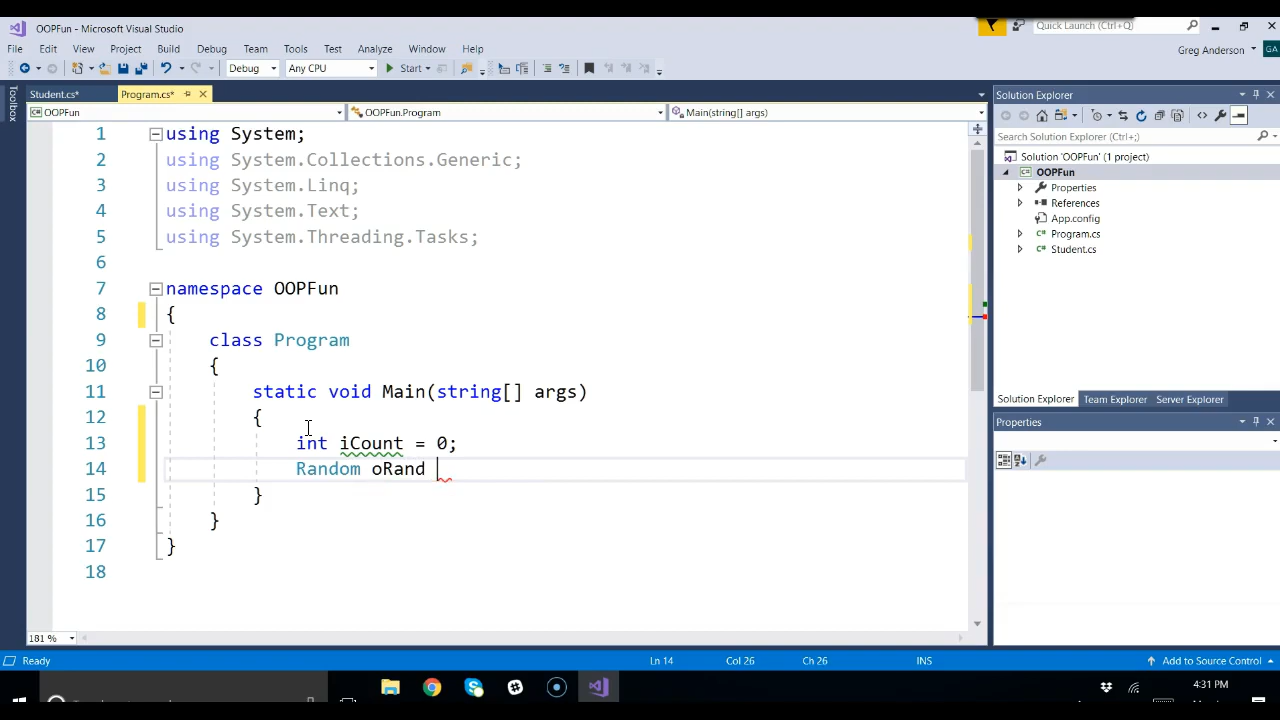 OOPFun - Microsoft Visual Studio
Quick Launch (Ctrl+Q)
File Edit View Project Build Debug Team Tools Test Analyze Window Help
Greg Anderson
GA
Debug Any CPU Start
Toolbox
Student.cs* Program.cs*
OOPFun OOPFun.Program Main(string[] args)
1 using System;
2 using System.Collections.Generic;
3 using System.Linq;
4 using System.Text;
5 using System.Threading.Tasks;
6
7 namespace OOPFun
8 {
9 class Program
10 {
11 static void Main(string[] args)
12 {
13 int iCount = 0;
14 Random oRand
15 }
16 }
17 }
18
181 %
Solution Explorer
Search Solution Explorer (Ctrl+;)
Solution 'OOPFun' (1 project)
OOPFun
Properties
References
App.config
Program.cs
Student.cs
Solution Explorer Team Explorer Server Explorer
Properties
Ready Ln 14 Col 26 Ch 26 INS Add to Source Control
4:31 PM